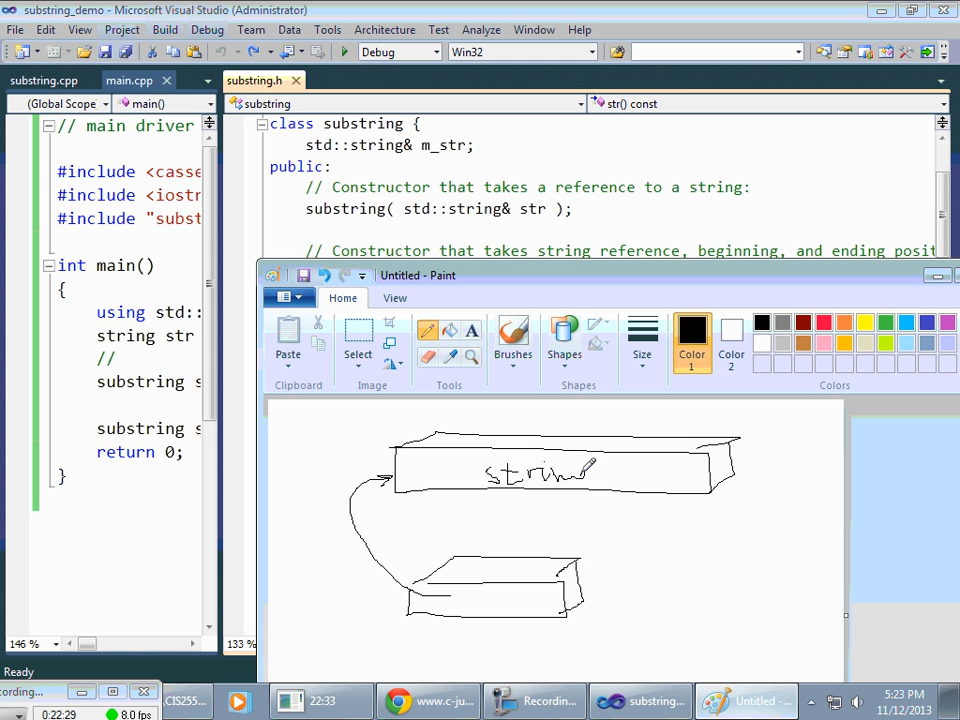 substring_demo - Microsoft Visual Studio (Administrator)
File Edit View Project Build Debug Team Data Tools Architecture Test Analyze Window Help
Debug Win32
substring.cpp main.cpp substring.h
(Global Scope main() substring str() const
// main driver
#include <casse
#include <iostr
#include "subst
int main()
{
using std::
string str
//
substring s
substring s
return 0;
}
class substring {
std::string& m_str;
public:
// Constructor that takes a reference to a string:
substring( std::string& str );
// Constructor that takes string reference, beginning, and ending posit
Untitled - Paint
Home View
Paste Select Brushes Shapes Size Color 1 Color 2
Clipboard Image Tools Shapes Colors
string
146 % 133 %
Ready
cording...
0:22:29 8.0 fps
CIS255... 22:33 www.c-ju... Recordin... substring... Untitled -...
5:23 PM
11/12/2013